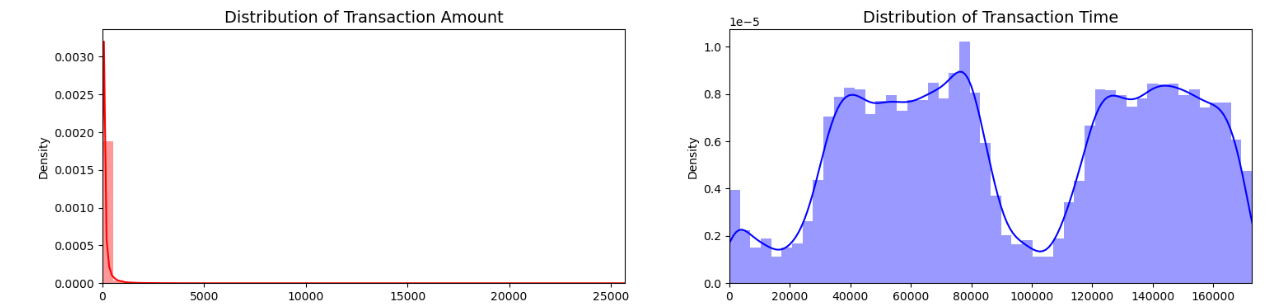 Distribution of Transaction Amount
Density
0.0030
0.0025
0.0020
0.0015
0.0010
0.0005
0.0000
0 5000 10000 15000 20000 25000
Distribution of Transaction Time
1e−5
Density
1.0
0.8
0.6
0.4
0.2
0.0
0 20000 40000 60000 80000 100000 120000 140000 160000